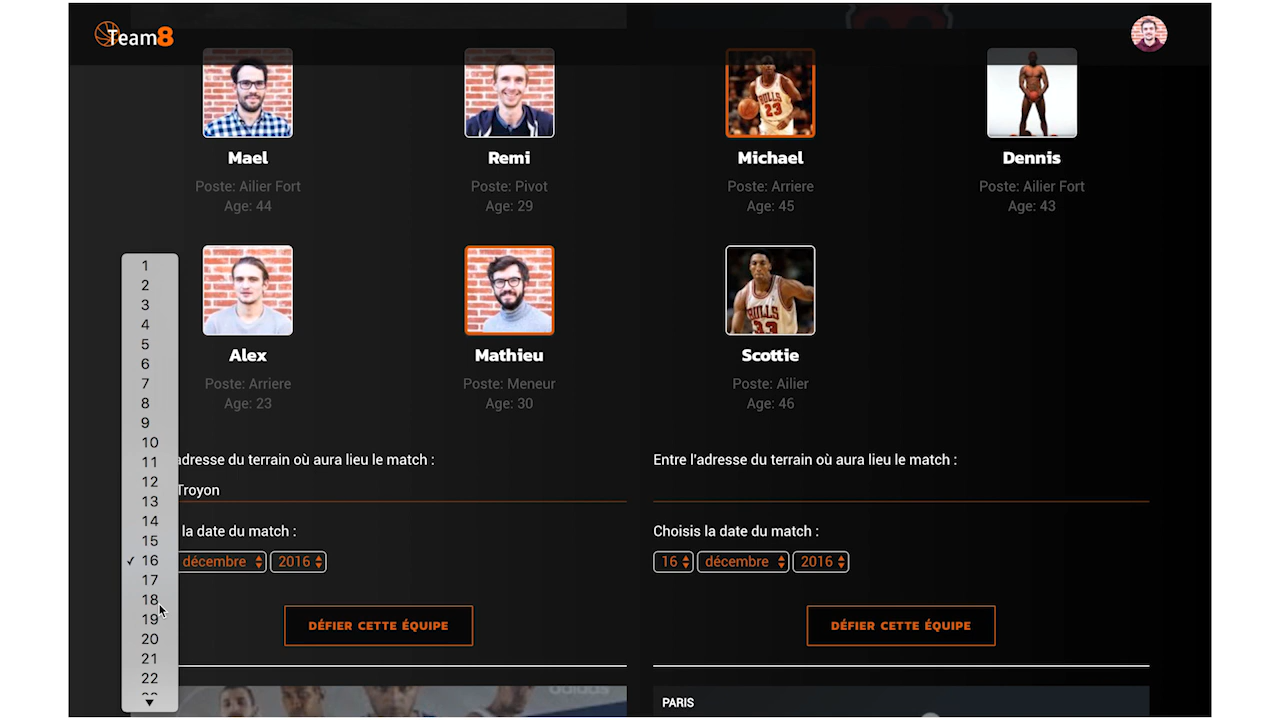 Team8
Mael
Poste: Ailier Fort
Age: 44
Remi
Poste: Pivot
Age: 29
BULLS
23
Michael
Poste: Arriere
Age: 45
Dennis
Poste: Ailier Fort
Age: 43
Alex
Poste: Arriere
Age: 23
Mathieu
Poste: Meneur
Age: 30
BULLS
33
Scottie
Poste: Ailier
Age: 46
1
2
3
4
5
6
7
8
9
10
11
12
13
14
15
✓ 16
17
18
19
20
21
22
adresse du terrain où aura lieu le match :
Troyon
la date du match :
décembre 2016
DÉFIER CETTE ÉQUIPE
Entre l'adresse du terrain où aura lieu le match :
Choisis la date du match :
16 décembre 2016
DÉFIER CETTE ÉQUIPE
adidas
PARIS